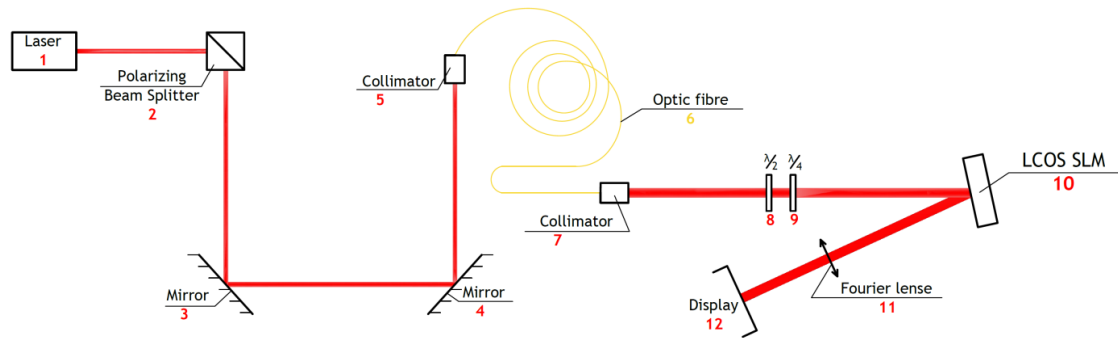 Laser
1
Polarizing
Beam Splitter
2
Mirror
3
Mirror
4
Collimator
5
Optic fibre
6
Collimator
7
λ/2
8
λ/4
9
LCOS SLM
10
Fourier lense
11
Display
12